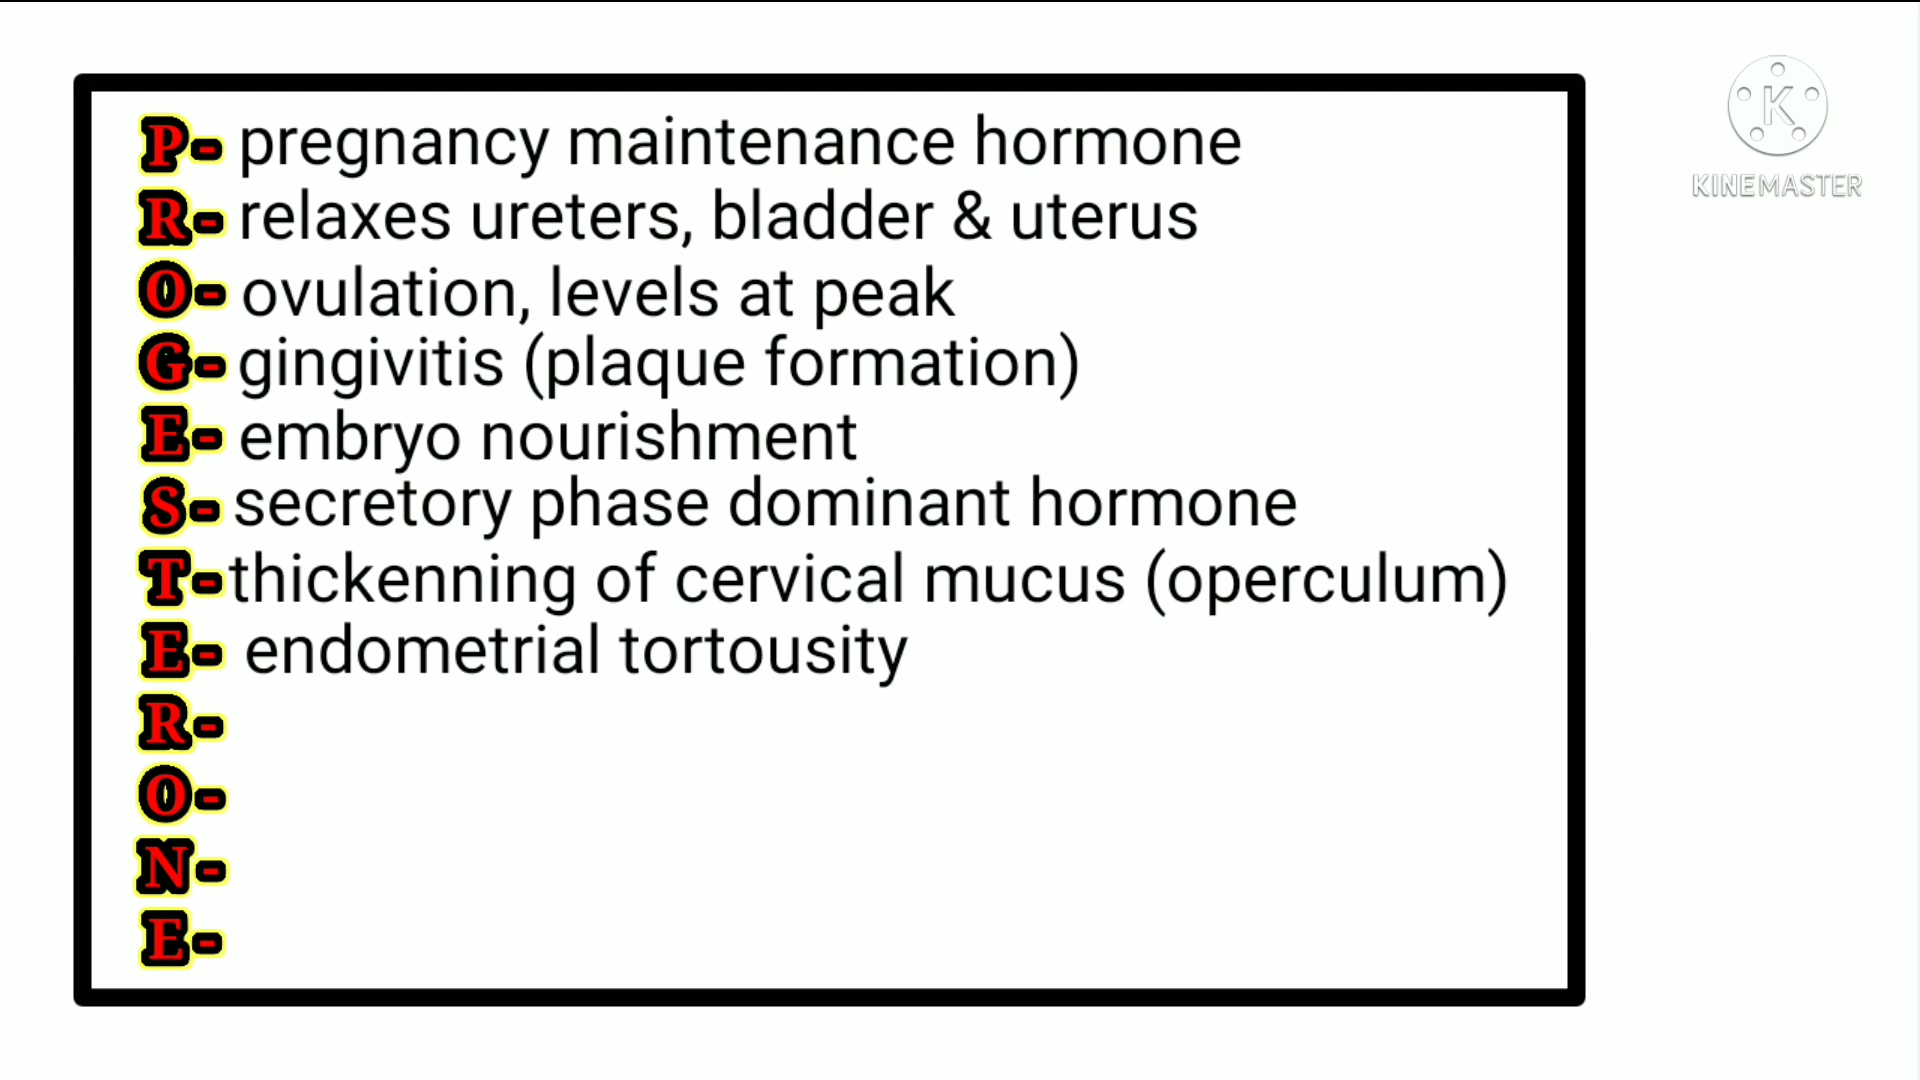 P- pregnancy maintenance hormone
R- relaxes ureters, bladder & uterus
O- ovulation, levels at peak
G- gingivitis (plaque formation)
E- embryo nourishment
S- secretory phase dominant hormone
T- thickenning of cervical mucus (operculum)
E- endometrial tortousity
R-
O-
N-
E-
K
KINEMASTER